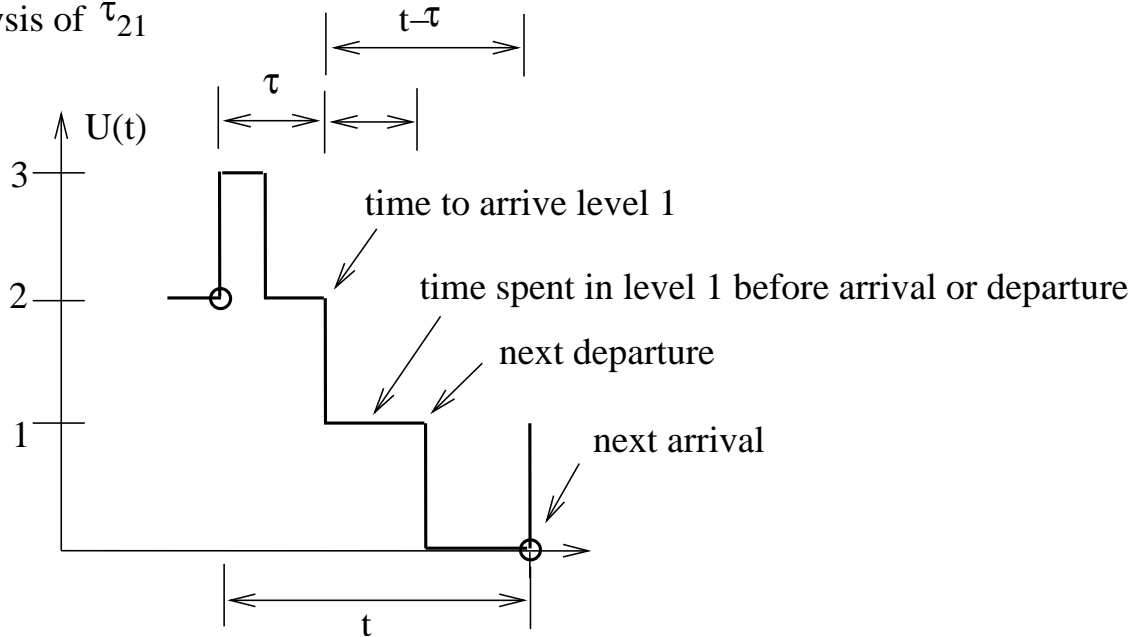 ysis of τ21
t–τ
τ
U(t)
3
time to arrive level 1
2
time spent in level 1 before arrival or departure
next departure
1
next arrival
t